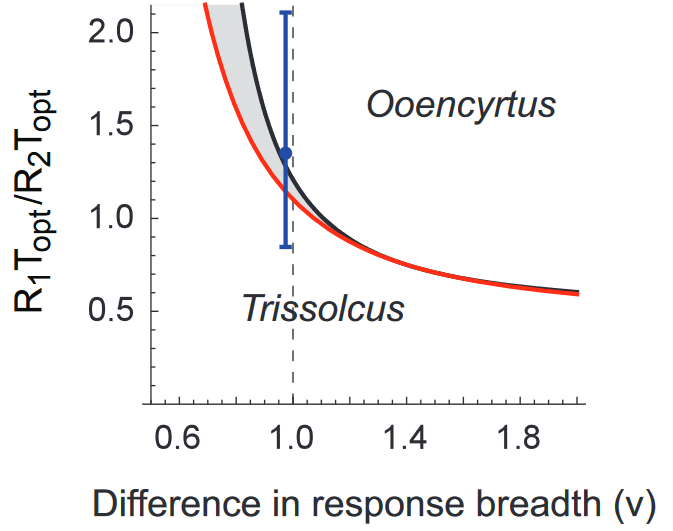 R1Topt/R2Topt
2.0
1.5
1.0
0.5
Ooencyrtus
Trissolcus
0.6 1.0 1.4 1.8
Difference in response breadth (v)